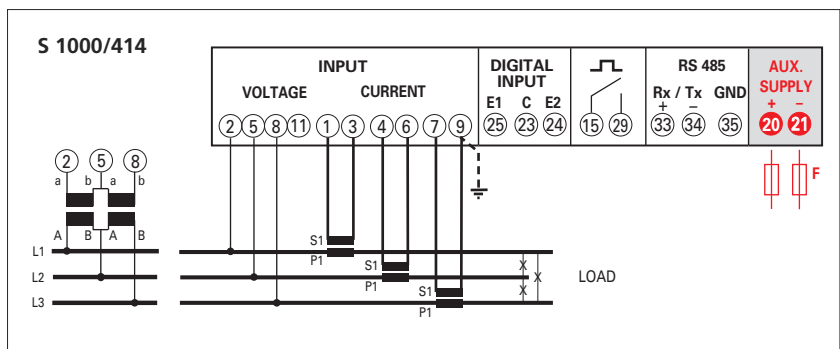 S 1000/414
INPUT
VOLTAGE CURRENT
2 5 8 11 1 3 4 6 7 9
DIGITAL
INPUT
E1 C E2
25 23 24
15 29
RS 485
Rx / Tx GND
+ –
33 34 35
AUX.
SUPPLY
+ –
20 21
F
2 5 8
a b a b
A B A B
L1
L2
L3
S1
P1
S1
P1
S1
P1
X
X
X
LOAD